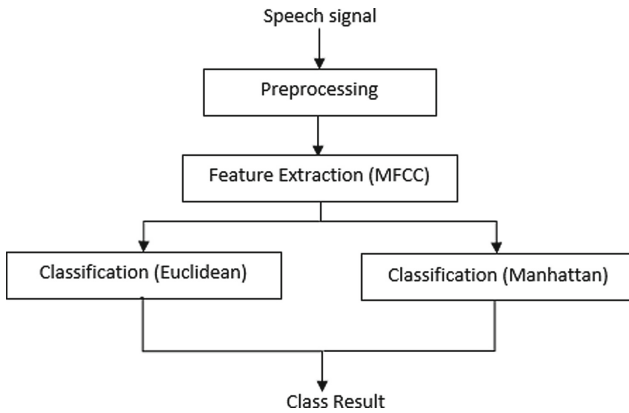 Speech signal
Preprocessing
Feature Extraction (MFCC)
Classification (Euclidean)
Classification (Manhattan)
Class Result